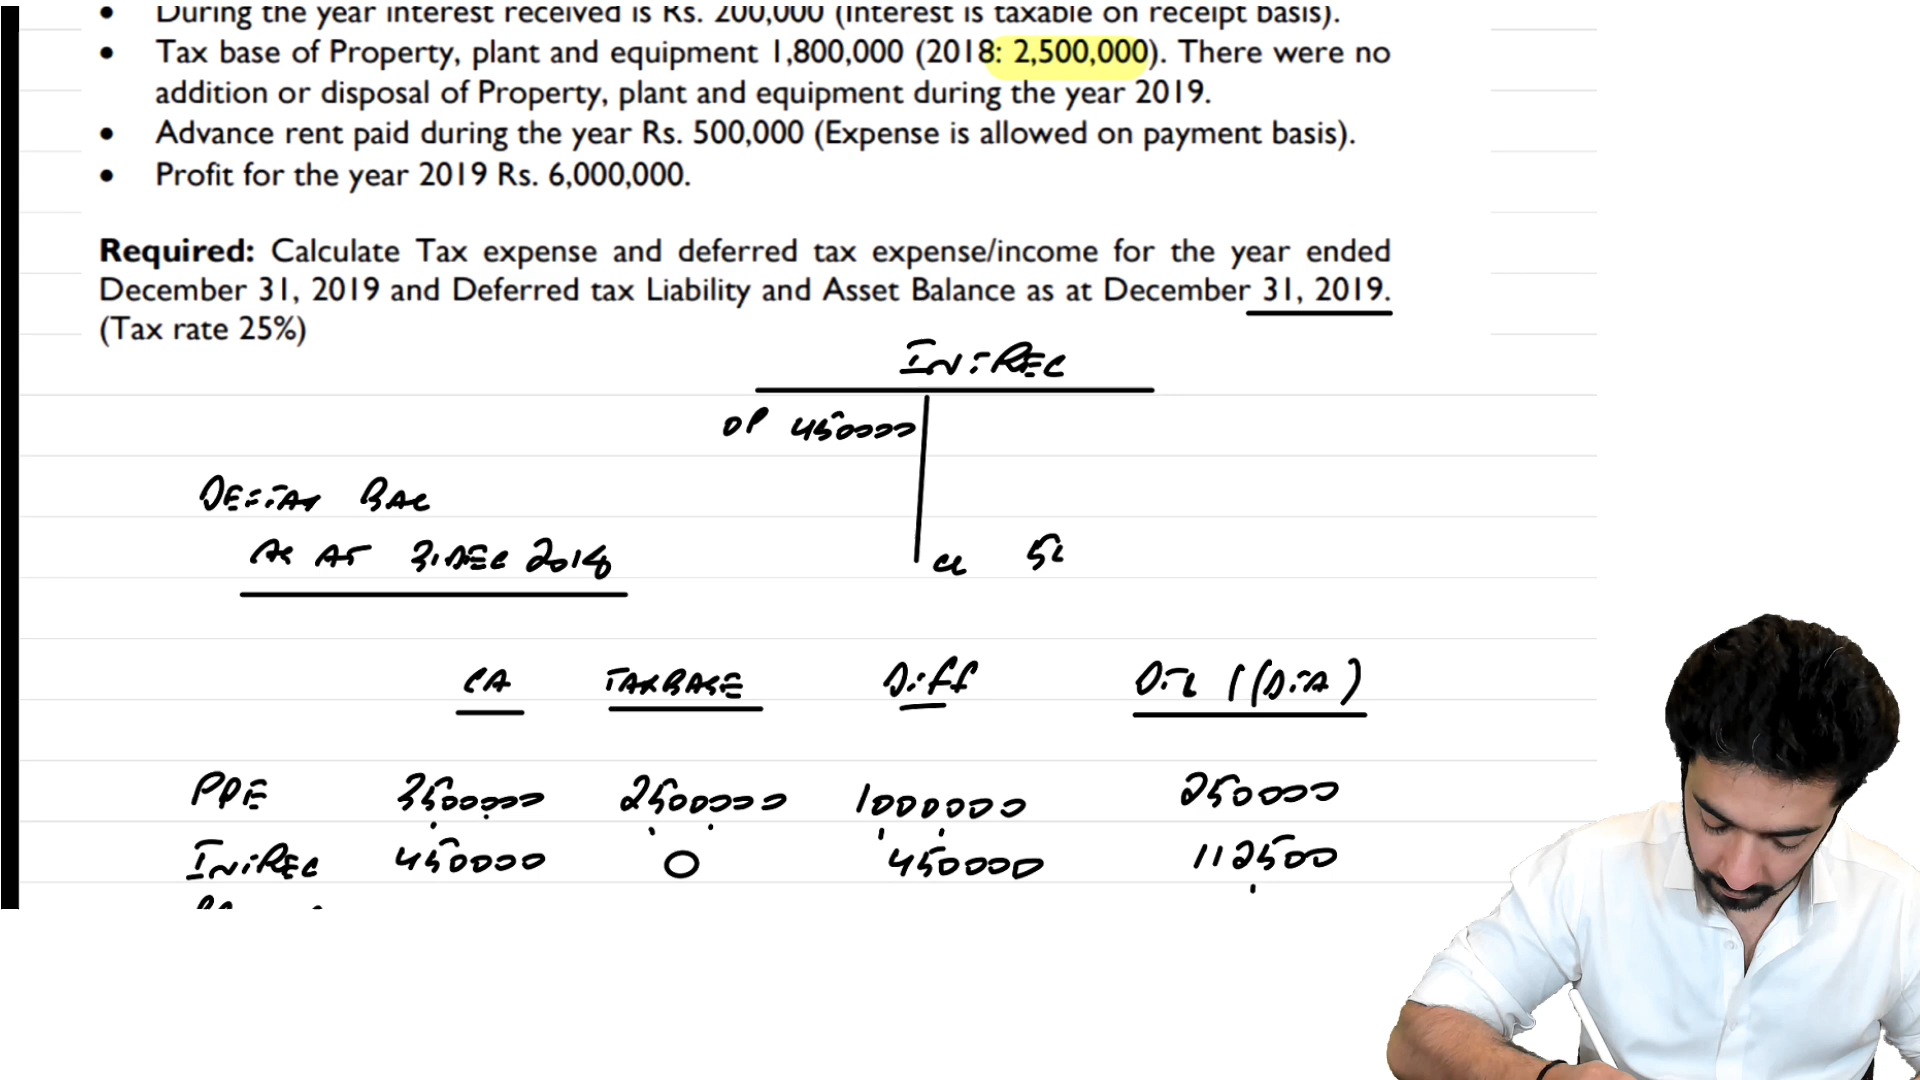 During the year interest received is Rs. 200,000 (Interest is taxable on receipt basis).
• Tax base of Property, plant and equipment 1,800,000 (2018: 2,500,000). There were no
addition or disposal of Property, plant and equipment during the year 2019.
• Advance rent paid during the year Rs. 500,000 (Expense is allowed on payment basis).
• Profit for the year 2019 Rs. 6,000,000.
Required: Calculate Tax expense and deferred tax expense/income for the year ended
December 31, 2019 and Deferred tax Liability and Asset Balance as at December 31, 2019.
(Tax rate 25%)
INT REC
OP 450000
DEF TAX BAL
AS AT 31 DEC 2018
CL 5L
CA TAX BASE Diff DTL / (DTA)
PPE 3500000 2500000 1000000 250000
INT REC 450000 0 450000 112500